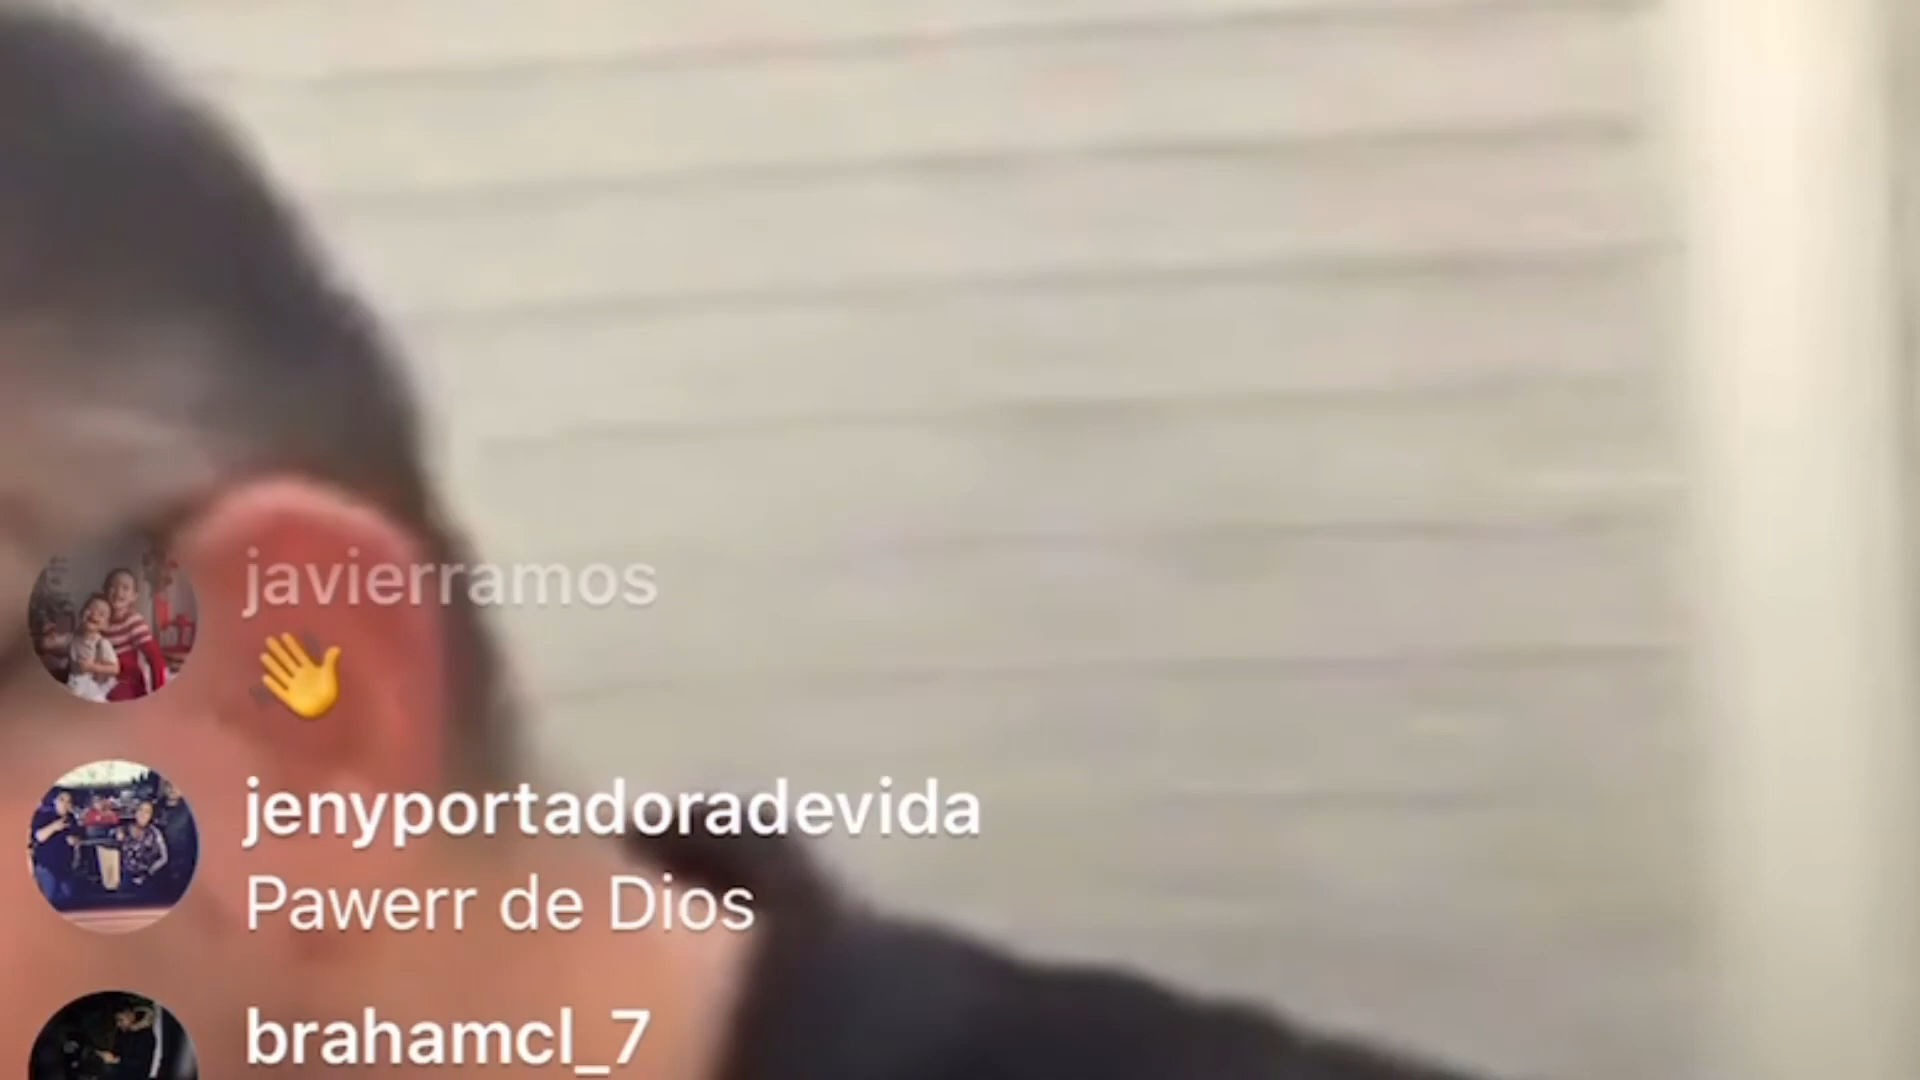 javierramos
👋
jenyportadoradevida
Pawerr de Dios
brahamcl_7